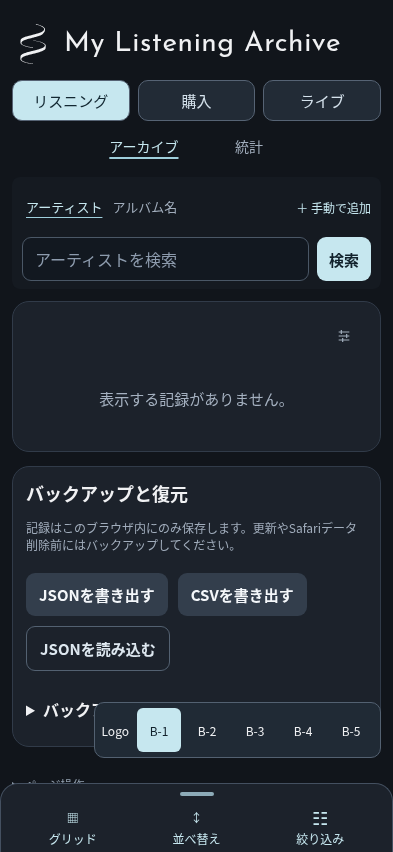 My Listening Archive
リスニング
購入
ライブ
アーカイブ
統計
アーティスト アルバム名
＋ 手動で追加
アーティストを検索
検索
表示する記録がありません。
バックアップと復元
記録はこのブラウザ内にのみ保存します。更新やSafariデータ
削除前にはバックアップしてください。
JSONを書き出す
CSVを書き出す
JSONを読み込む
▶ バック
Logo
B-1
B-2
B-3
B-4
B-5
グリッド
並べ替え
絞り込み